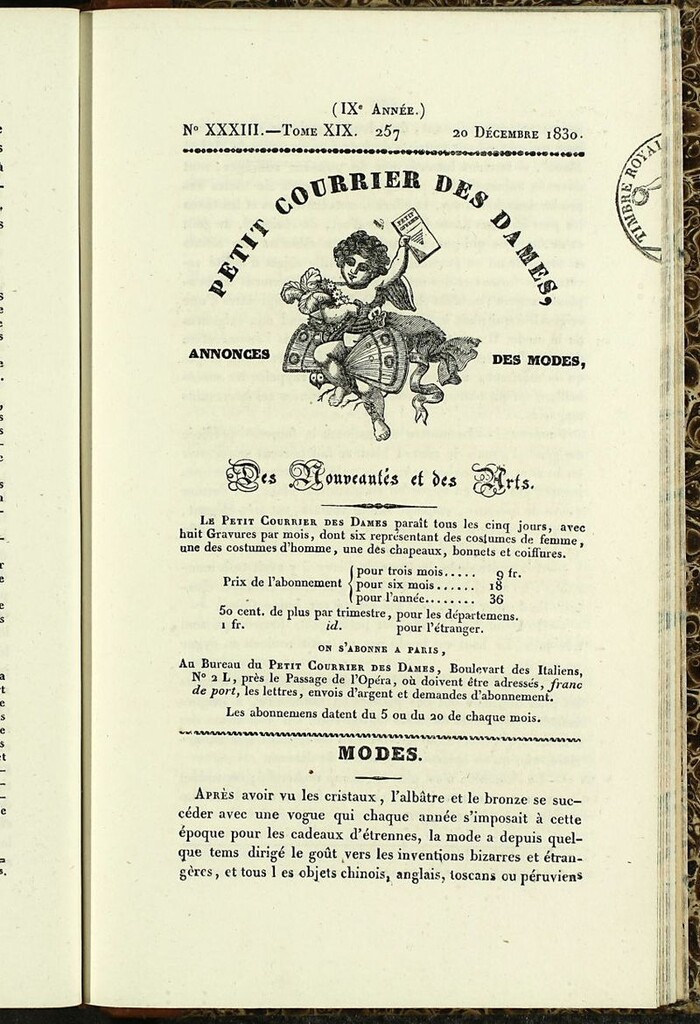 (IXe Année.)
No XXXIII.—Tome XIX. 257 20 Décembre 1830.
PETIT COURRIER DES DAMES,
TIMBRE ROYAL
PETIT
ANNONCES DES MODES,
Des Nouveautés et des Arts.
Le Petit Courrier des Dames paraît tous les cinq jours, avec
huit Gravures par mois, dont six représentant des costumes de femme,
une des costumes d'homme, une des chapeaux, bonnets et coiffures.
Prix de l'abonnement { pour trois mois..... 9 fr.
pour six mois...... 18
pour l'année........ 36
50 cent. de plus par trimestre, pour les départemens.
1 fr. id. pour l'étranger.
ON S'ABONNE A PARIS,
Au Bureau du Petit Courrier des Dames, Boulevart des Italiens,
No 2 L, près le Passage de l'Opéra, où doivent être adressés, franc
de port, les lettres, envois d'argent et demandes d'abonnement.
Les abonnemens datent du 5 ou du 20 de chaque mois.
MODES.
Après avoir vu les cristaux, l'albâtre et le bronze se suc-
céder avec une vogue qui chaque année s'imposait à cette
époque pour les cadeaux d'étrennes, la mode a depuis quel-
que tems dirigé le goût vers les inventions bizarres et étran-
gères, et tous l es objets chinois, anglais, toscans ou péruviens